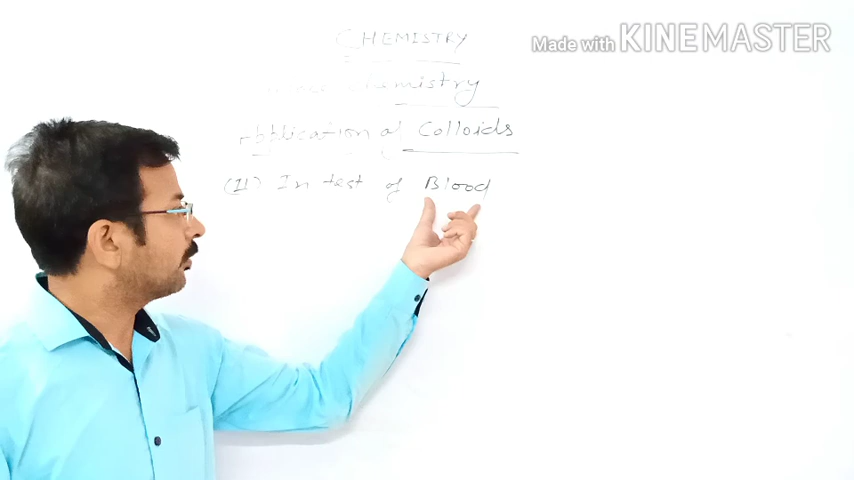 CHEMISTRY
Made with KINEMASTER
chemistry
Application of Colloids
(II) In test of Blood